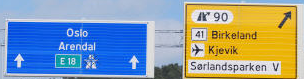 Oslo
Arendal
E 18
90
41 Birkeland
Kjevik
Sørlandsparken V